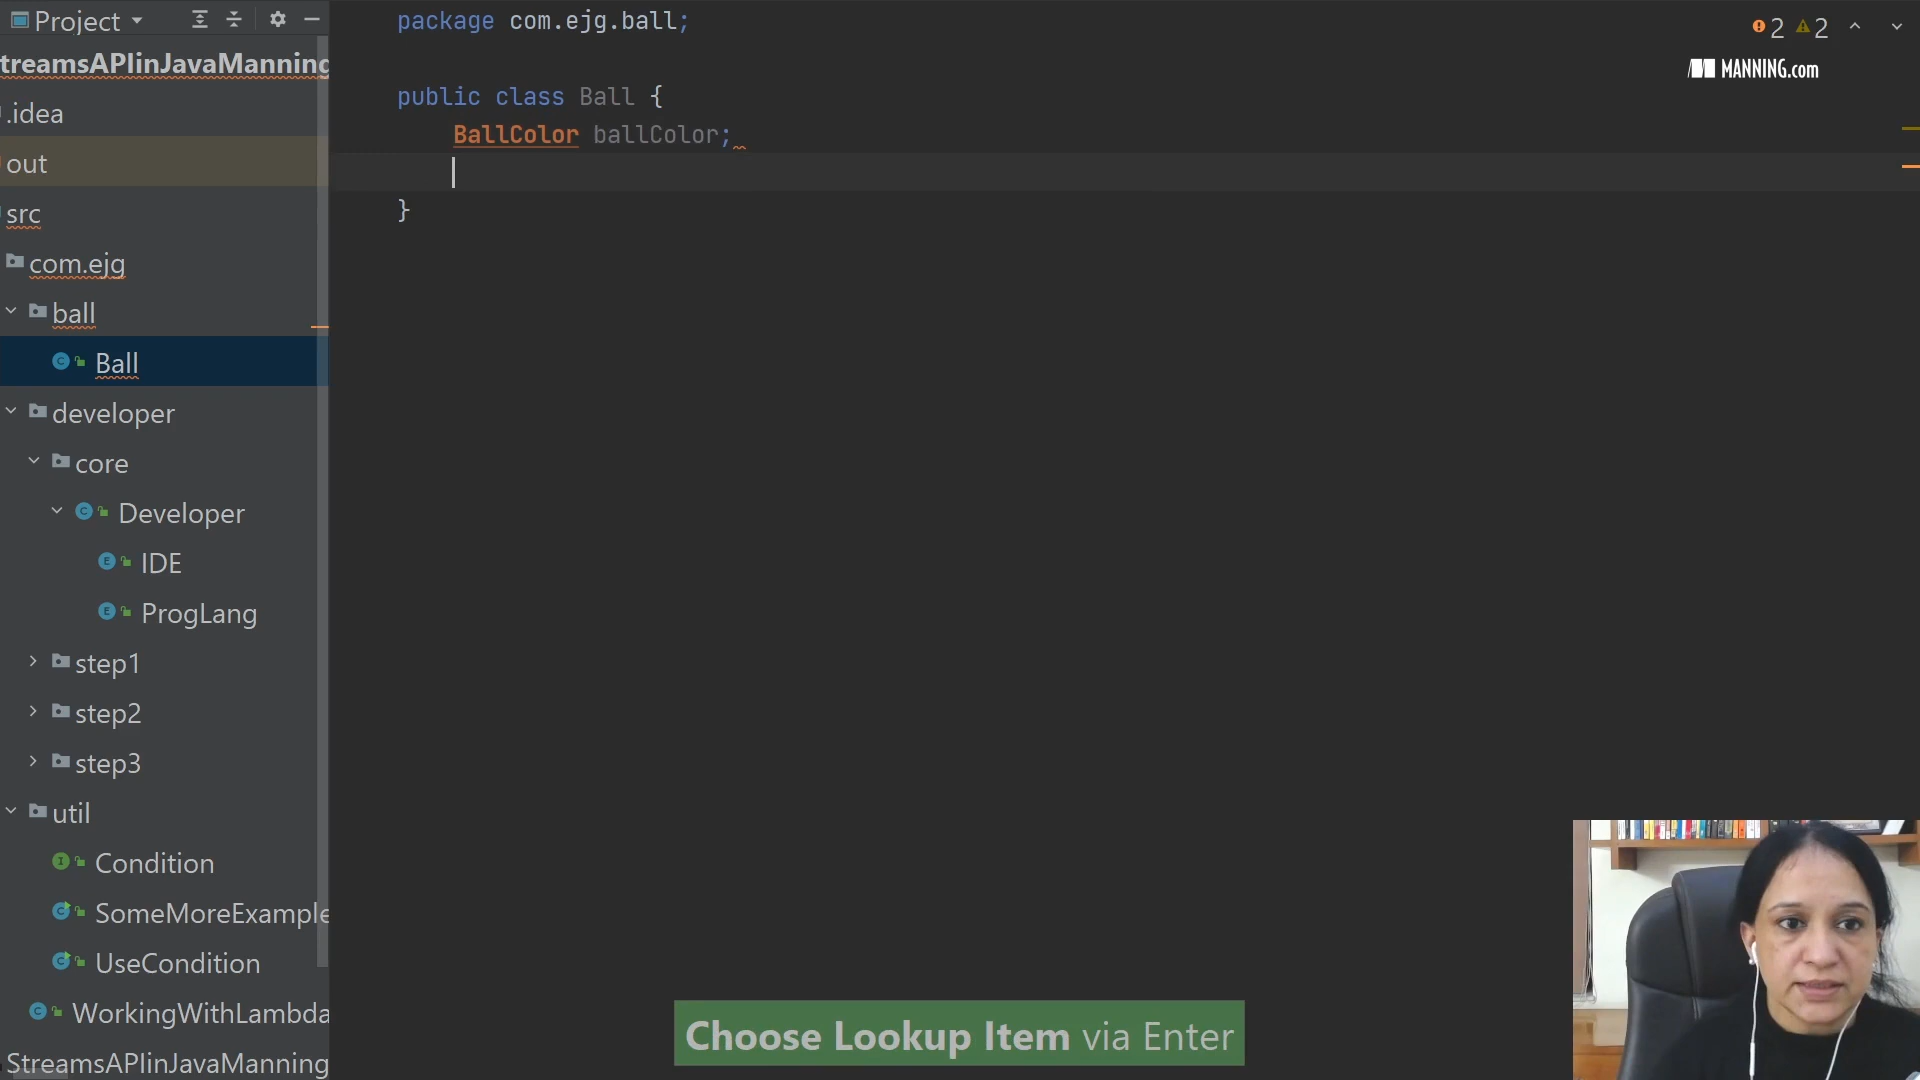 Project
treamsAPIinJavaManning
.idea
out
src
com.ejg
ball
Ball
developer
core
Developer
IDE
ProgLang
step1
step2
step3
util
Condition
SomeMoreExample
UseCondition
WorkingWithLambda
StreamsAPIinJavaManning
package com.ejg.ball;
public class Ball {
BallColor ballColor;
}
2 2
MANNING.com
Choose Lookup Item via Enter